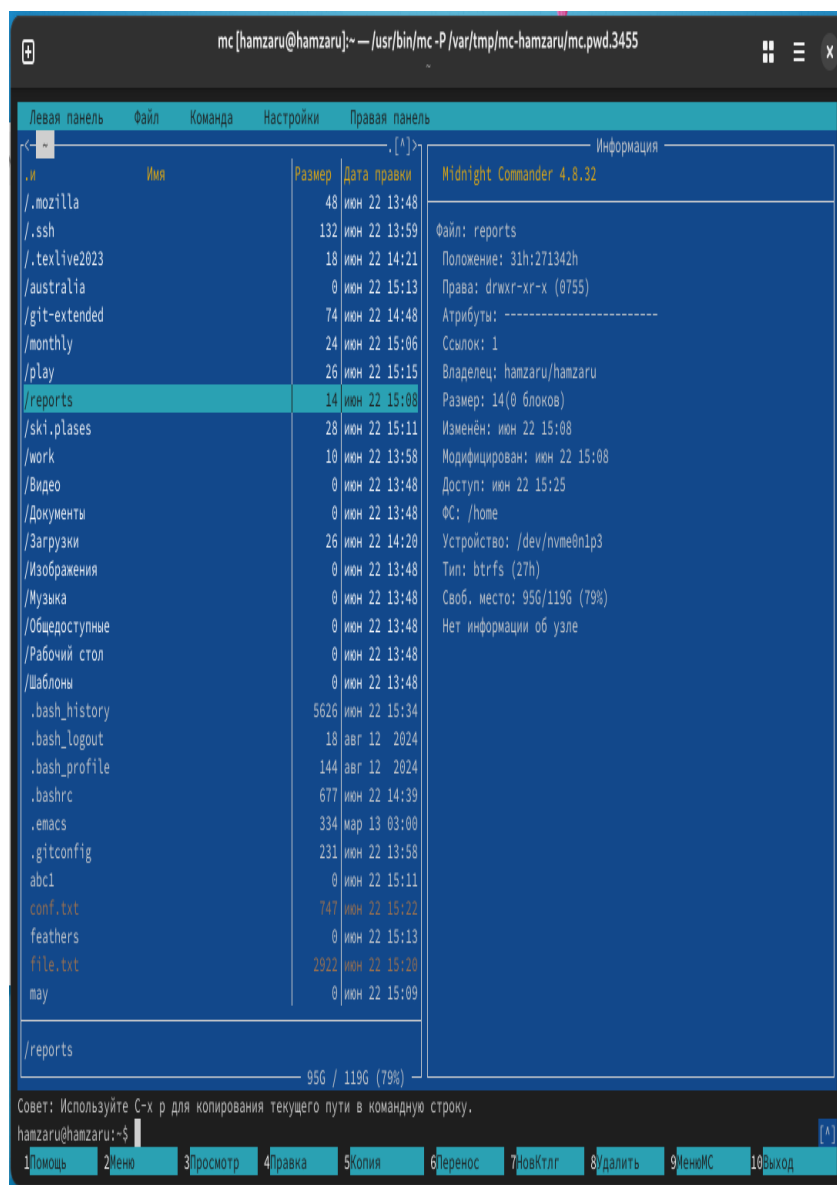 mc [hamzaru@hamzaru]:~ — /usr/bin/mc -P /var/tmp/mc-hamzaru/mc.pwd.3455
~
Левая панель Файл Команда Настройки Правая панель
<- ~ .[^]>
.и Имя Размер Дата правки
/.mozilla 48 июн 22 13:48
/.ssh 132 июн 22 13:59
/.texlive2023 18 июн 22 14:21
/australia 0 июн 22 15:13
/git-extended 74 июн 22 14:48
/monthly 24 июн 22 15:06
/play 26 июн 22 15:15
/reports 14 июн 22 15:08
/ski.plases 28 июн 22 15:11
/work 10 июн 22 13:58
/Видео 0 июн 22 13:48
/Документы 0 июн 22 13:48
/Загрузки 26 июн 22 14:20
/Изображения 0 июн 22 13:48
/Музыка 0 июн 22 13:48
/Общедоступные 0 июн 22 13:48
/Рабочий стол 0 июн 22 13:48
/Шаблоны 0 июн 22 13:48
.bash_history 5626 июн 22 15:34
.bash_logout 18 авг 12 2024
.bash_profile 144 авг 12 2024
.bashrc 677 июн 22 14:39
.emacs 334 мар 13 03:00
.gitconfig 231 июн 22 13:58
abc1 0 июн 22 15:11
conf.txt 747 июн 22 15:22
feathers 0 июн 22 15:13
file.txt 2922 июн 22 15:20
may 0 июн 22 15:09
/reports
95G / 119G (79%)
Информация
Midnight Commander 4.8.32
Файл: reports
Положение: 31h:271342h
Права: drwxr-xr-x (0755)
Атрибуты: -------------------------
Ссылок: 1
Владелец: hamzaru/hamzaru
Размер: 14(0 блоков)
Изменён: июн 22 15:08
Модифицирован: июн 22 15:08
Доступ: июн 22 15:25
ФС: /home
Устройство: /dev/nvme0n1p3
Тип: btrfs (27h)
Своб. место: 95G/119G (79%)
Нет информации об узле
Совет: Используйте C-x p для копирования текущего пути в командную строку.
hamzaru@hamzaru:~$ [^]
1Помощь 2Меню 3Просмотр 4Правка 5Копия 6Перенос 7НовКтлг 8Удалить 9МенюMC 10Выход